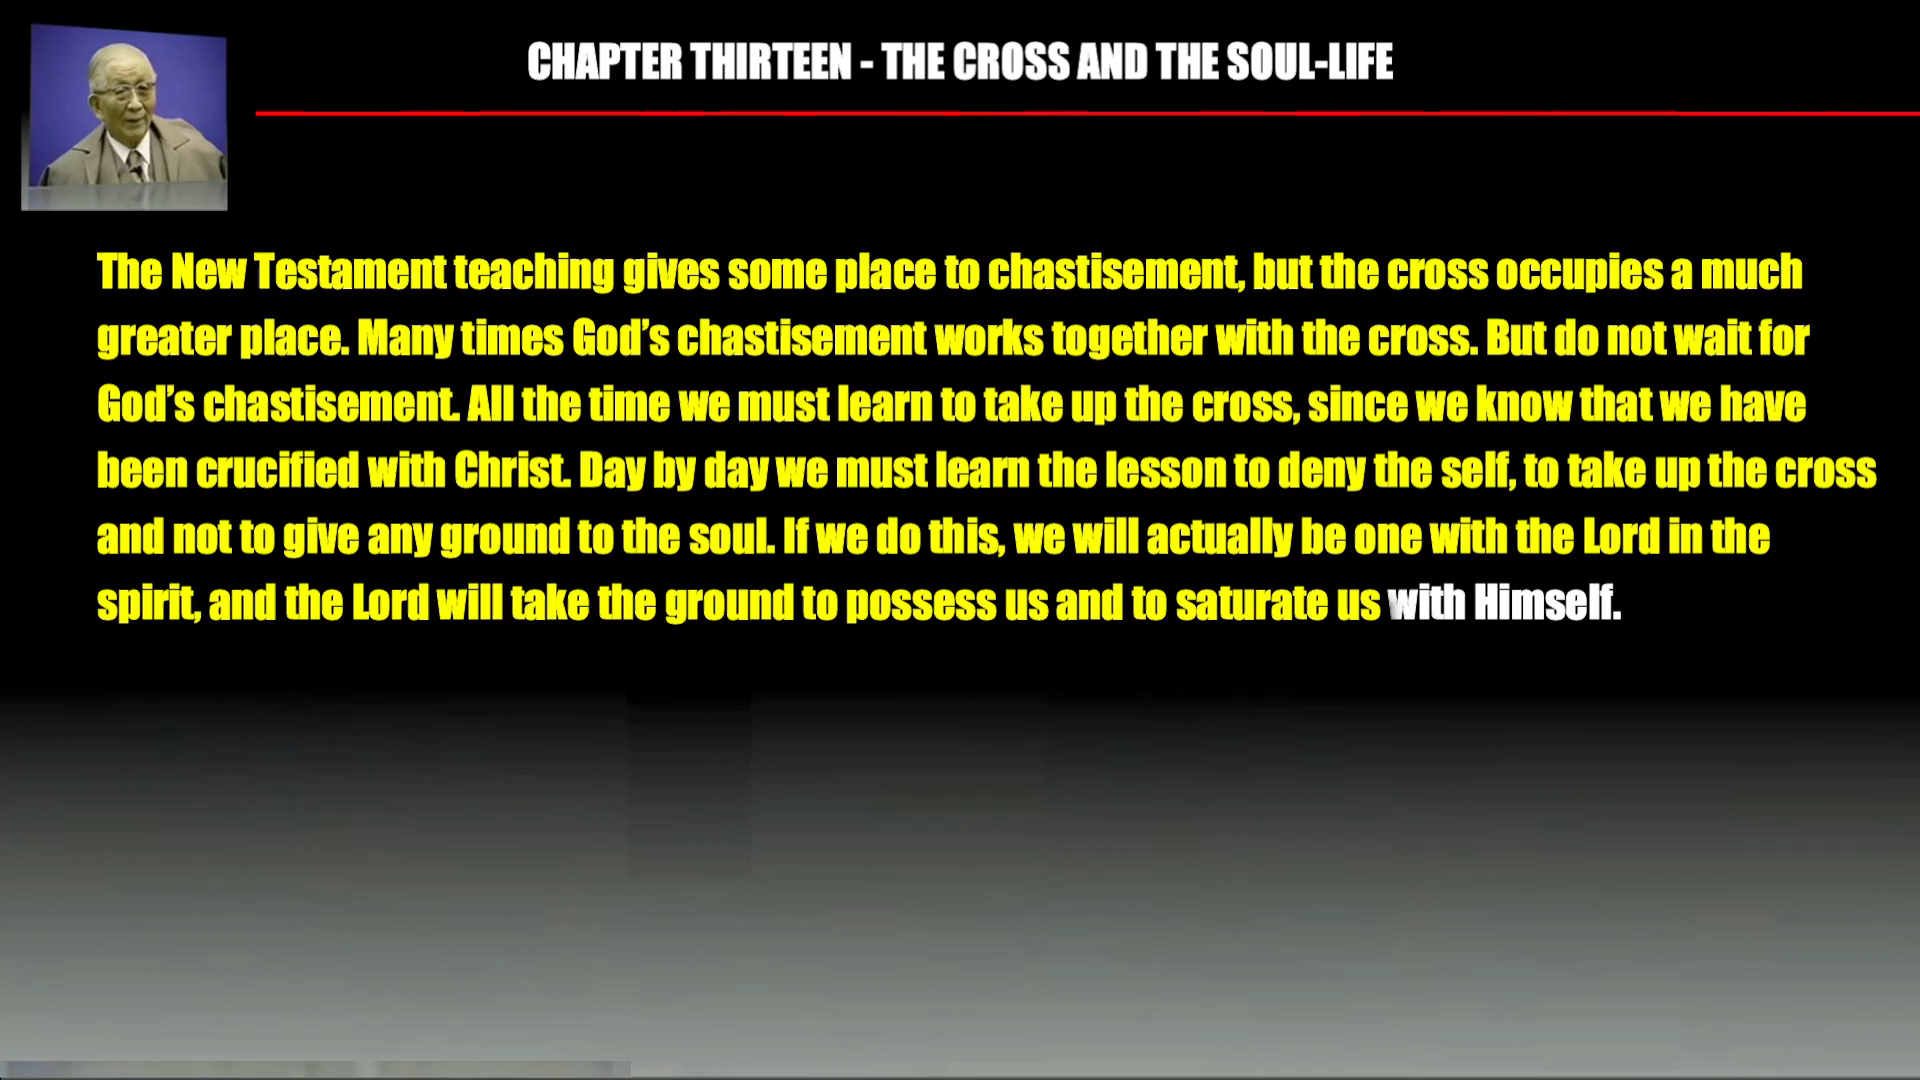 CHAPTER THIRTEEN - THE CROSS AND THE SOUL-LIFE
The New Testament teaching gives some place to chastisement, but the cross occupies a much
greater place. Many times God’s chastisement works together with the cross. But do not wait for
God’s chastisement. All the time we must learn to take up the cross, since we know that we have
been crucified with Christ. Day by day we must learn the lesson to deny the self, to take up the cross
and not to give any ground to the soul. If we do this, we will actually be one with the Lord in the
spirit, and the Lord will take the ground to possess us and to saturate us with Himself.